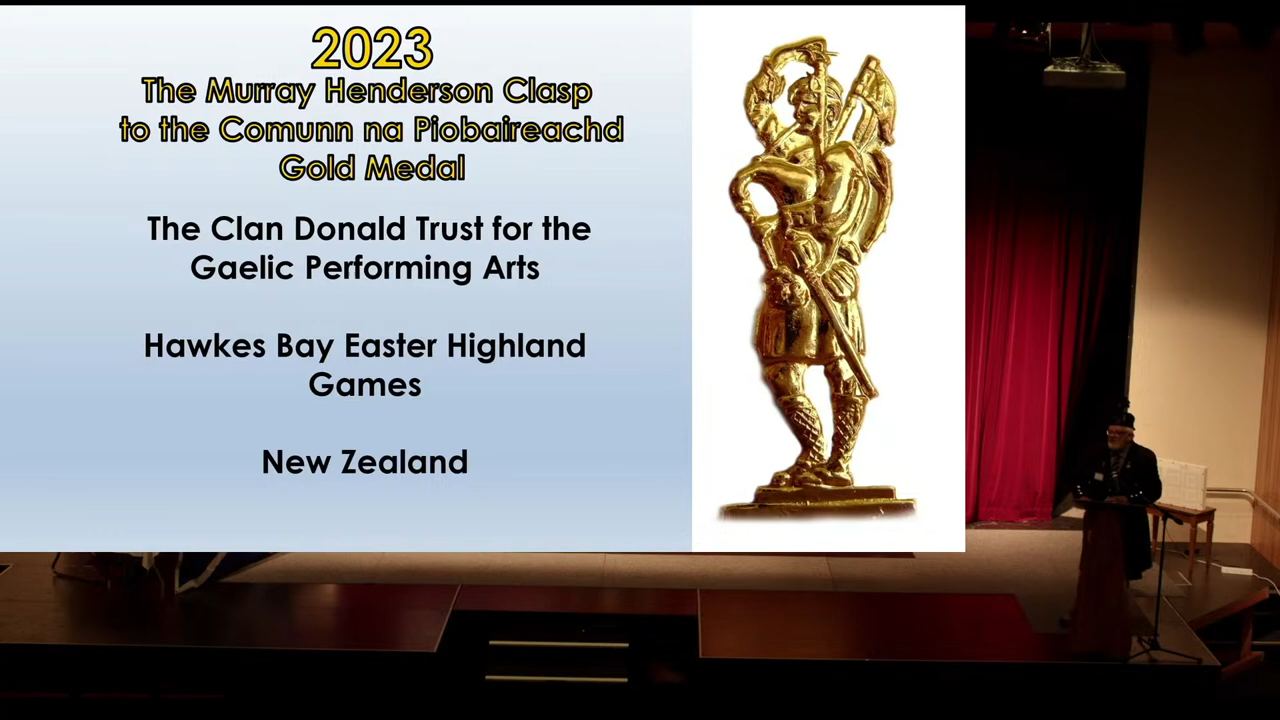 2023
The Murray Henderson Clasp
to the Comunn na Piobaireachd
Gold Medal
The Clan Donald Trust for the
Gaelic Performing Arts
Hawkes Bay Easter Highland
Games
New Zealand